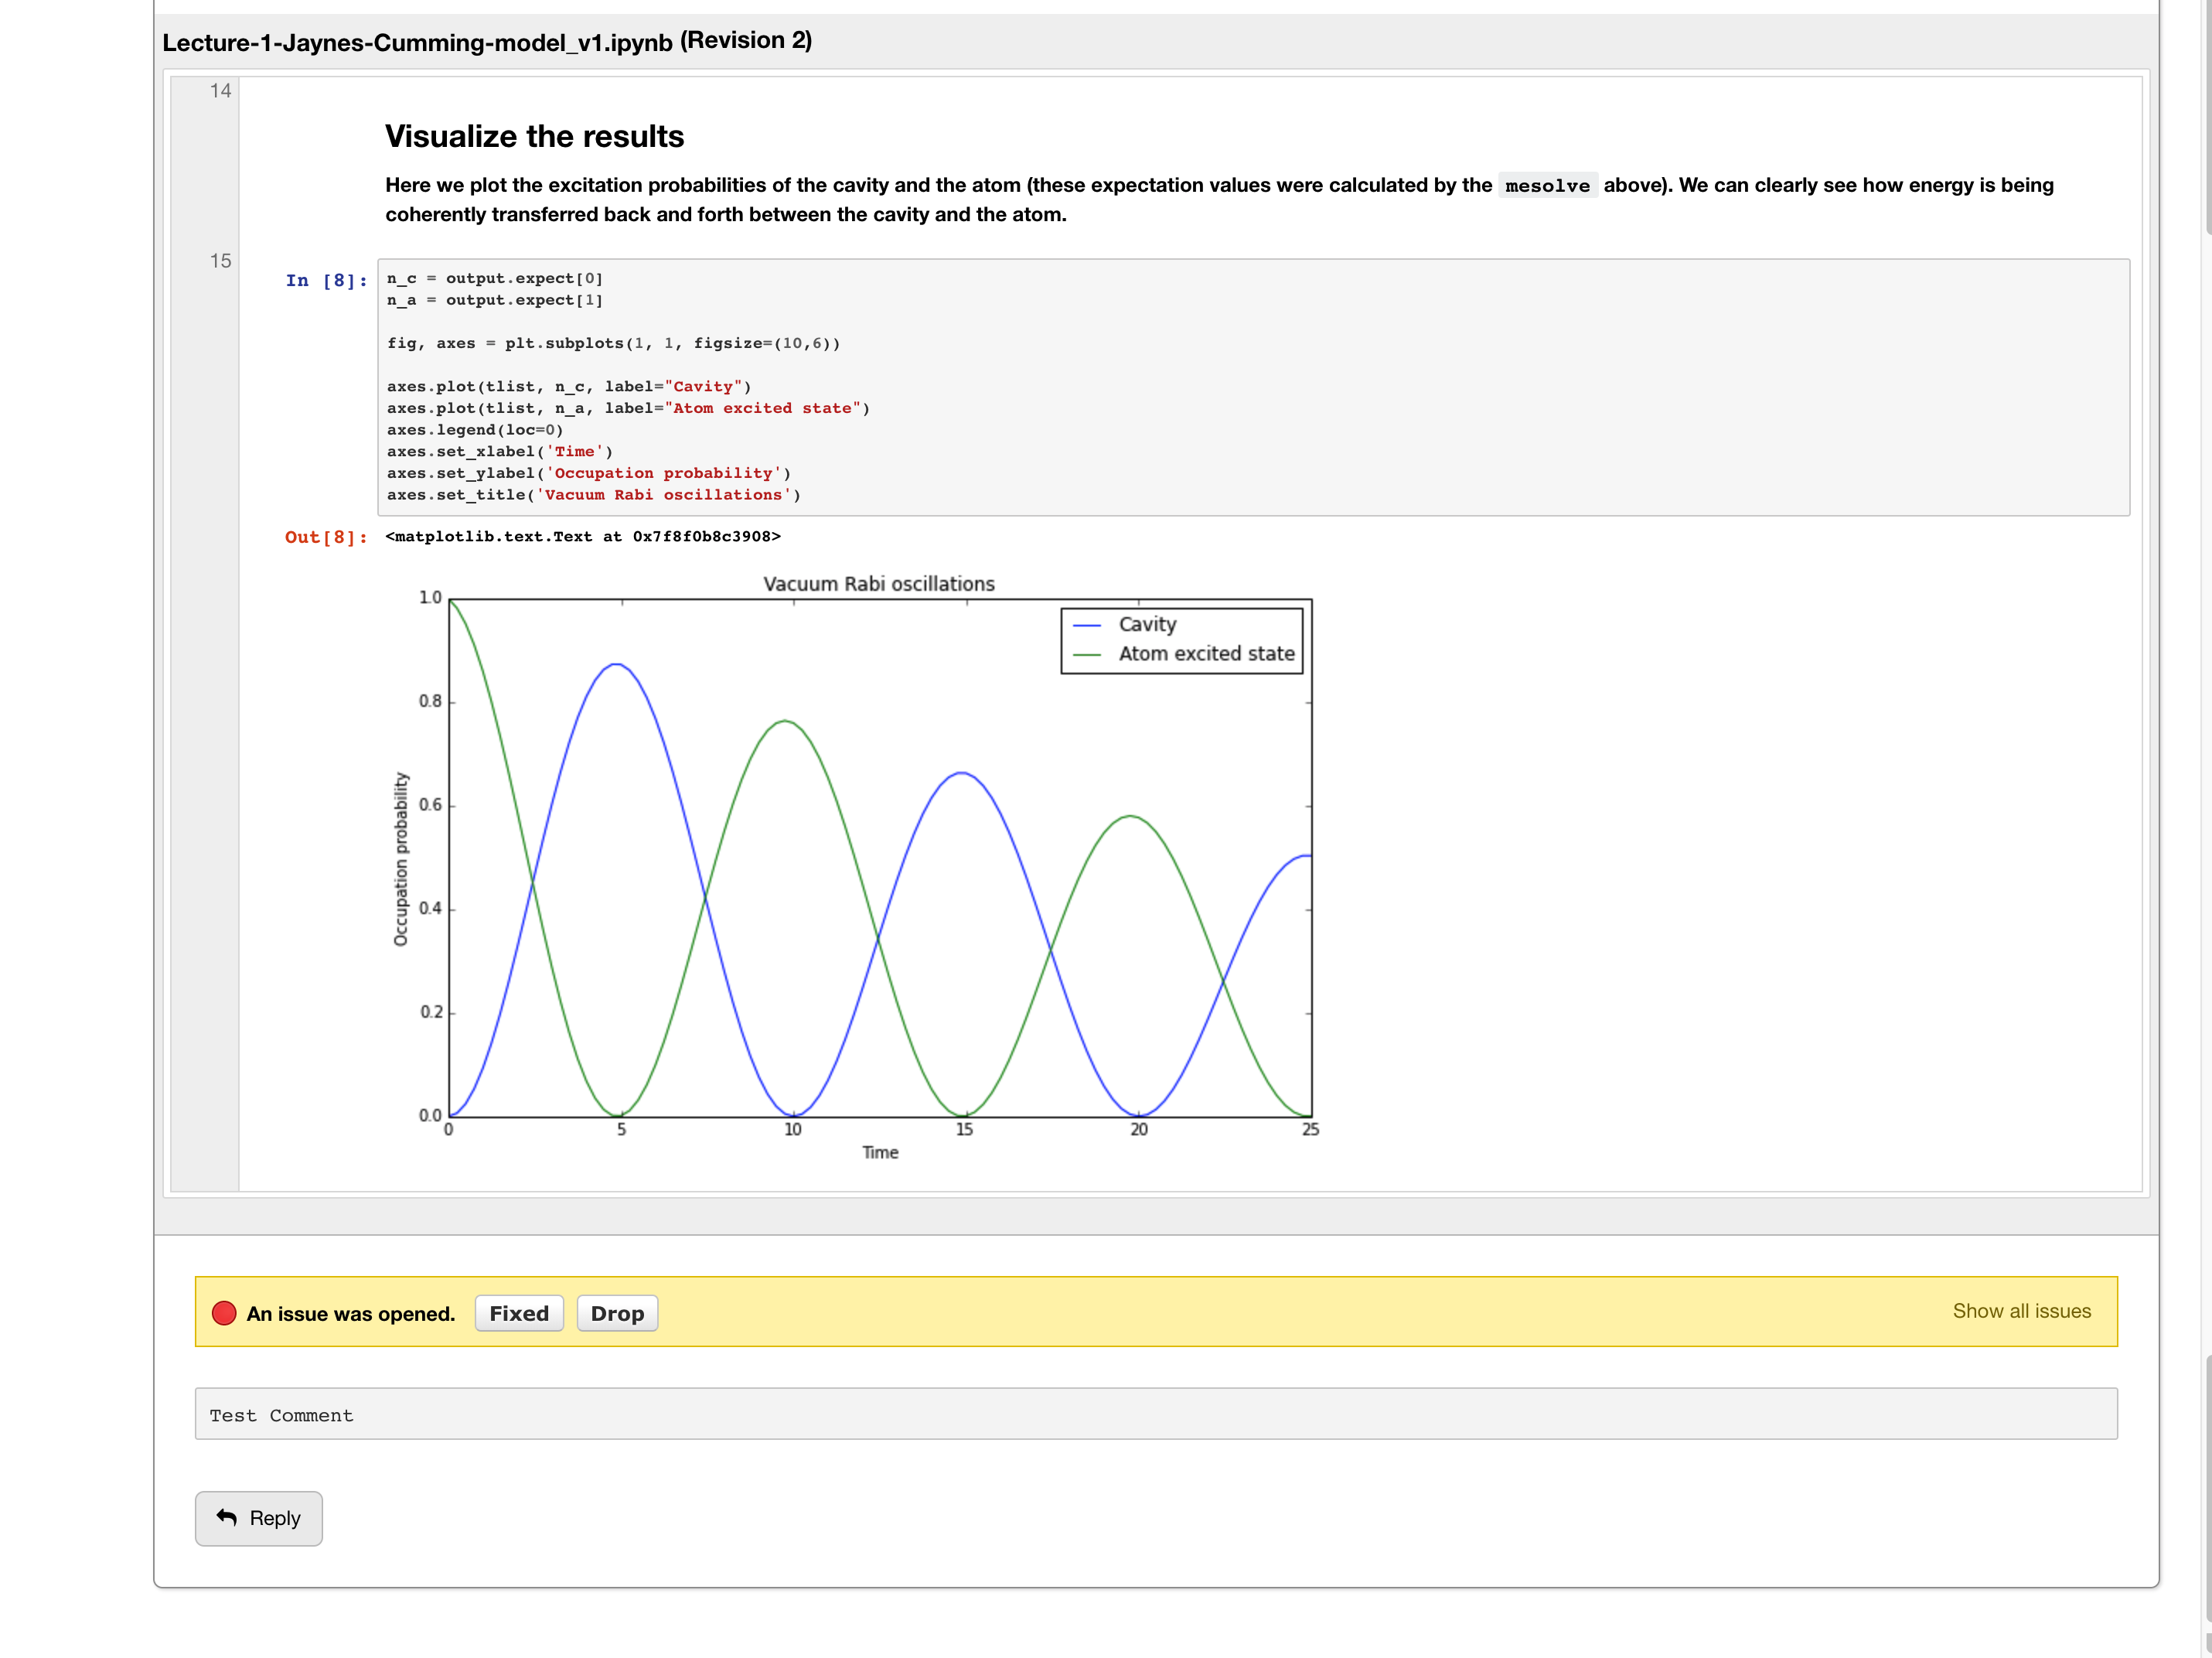 Lecture-1-Jaynes-Cumming-model_v1.ipynb (Revision 2)
14
Visualize the results
Here we plot the excitation probabilities of the cavity and the atom (these expectation values were calculated by the mesolve above). We can clearly see how energy is being
coherently transferred back and forth between the cavity and the atom.
15
In [8]:
n_c = output.expect[0]
n_a = output.expect[1]
fig, axes = plt.subplots(1, 1, figsize=(10,6))
axes.plot(tlist, n_c, label="Cavity")
axes.plot(tlist, n_a, label="Atom excited state")
axes.legend(loc=0)
axes.set_xlabel('Time')
axes.set_ylabel('Occupation probability')
axes.set_title('Vacuum Rabi oscillations')
Out[8]: <matplotlib.text.Text at 0x7f8f0b8c3908>
Vacuum Rabi oscillations
1.0
Cavity
Atom excited state
0.8
0.6
Occupation probability
0.4
0.2
0.0
0 5 10 15 20 25
Time
An issue was opened. Fixed Drop Show all issues
Test Comment
Reply